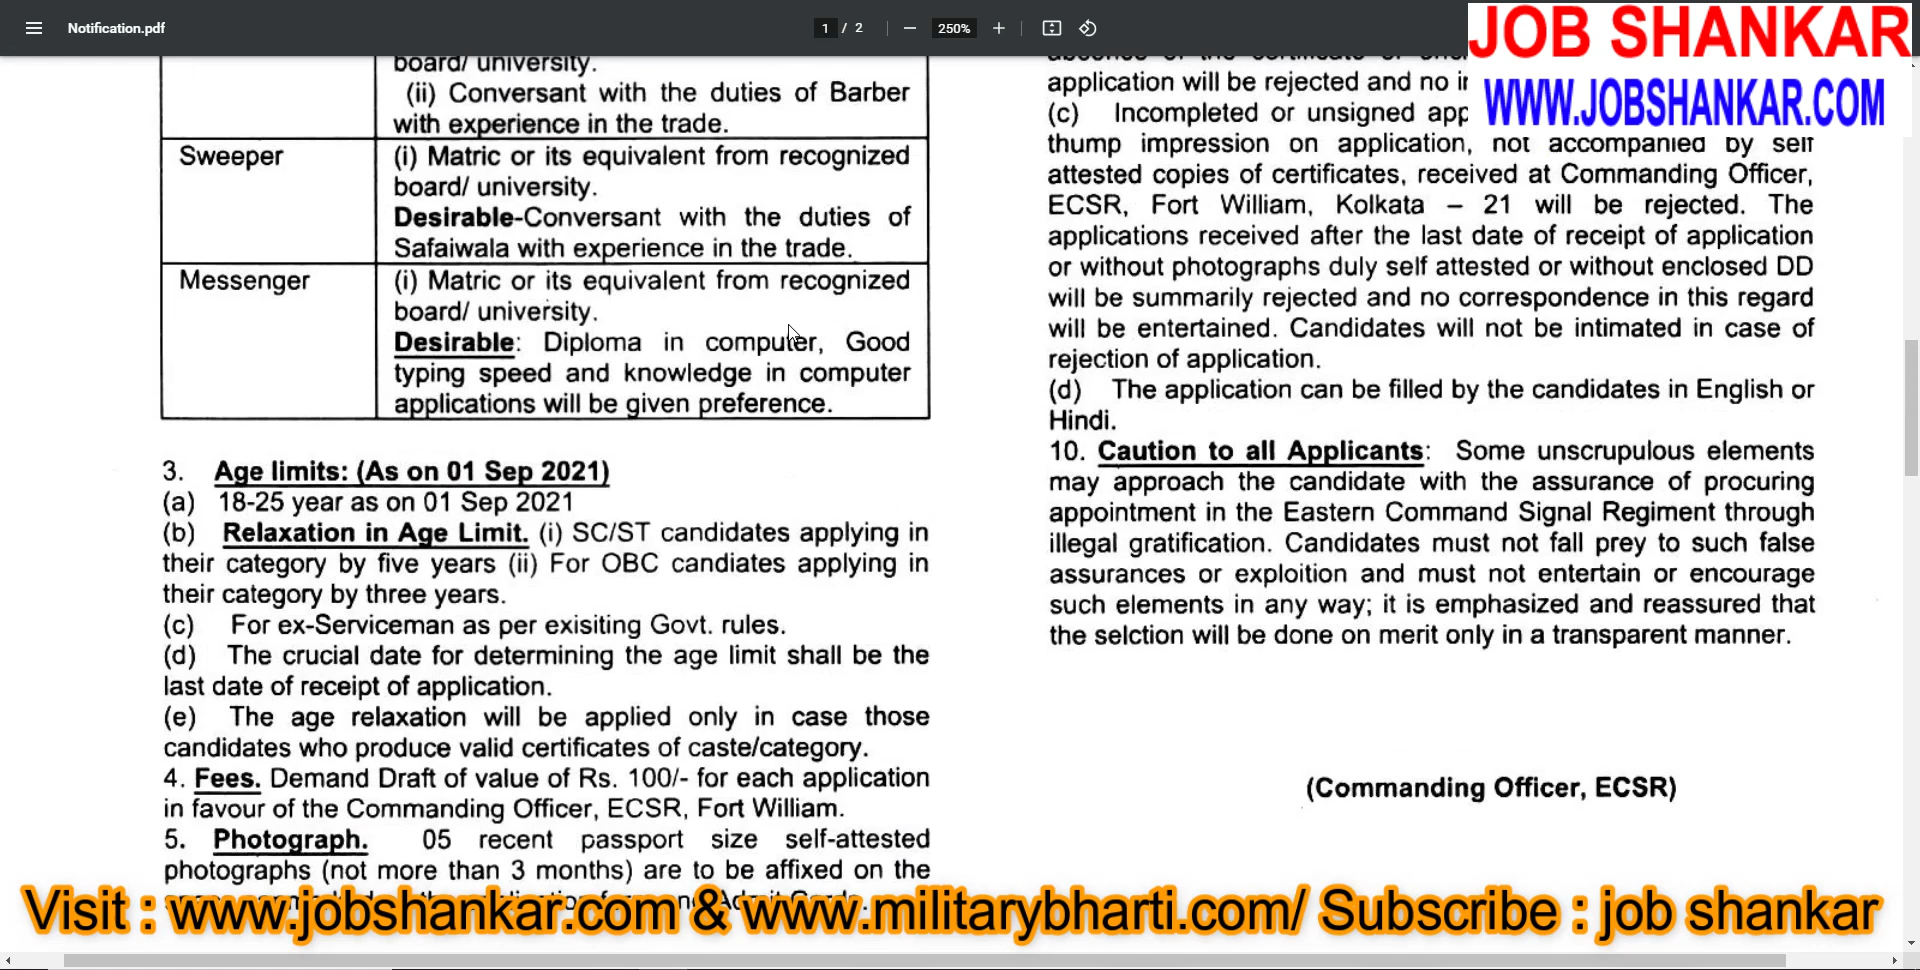 Notification.pdf
1 / 2
250%
JOB SHANKAR
WWW.JOBSHANKAR.COM
board/ university.
(ii) Conversant with the duties of Barber
with experience in the trade.
Sweeper
(i) Matric or its equivalent from recognized
board/ university.
Desirable-Conversant with the duties of
Safaiwala with experience in the trade.
Messenger
(i) Matric or its equivalent from recognized
board/ university.
Desirable: Diploma in computer, Good
typing speed and knowledge in computer
applications will be given preference.
3. Age limits: (As on 01 Sep 2021)
(a) 18-25 year as on 01 Sep 2021
(b) Relaxation in Age Limit. (i) SC/ST candidates applying in
their category by five years (ii) For OBC candiates applying in
their category by three years.
(c) For ex-Serviceman as per exisiting Govt. rules.
(d) The crucial date for determining the age limit shall be the
last date of receipt of application.
(e) The age relaxation will be applied only in case those
candidates who produce valid certificates of caste/category.
4. Fees. Demand Draft of value of Rs. 100/- for each application
in favour of the Commanding Officer, ECSR, Fort William.
5. Photograph. 05 recent passport size self-attested
photographs (not more than 3 months) are to be affixed on the
application will be rejected and no
(c) Incompleted or unsigned
thump impression on application, not accompanied by self
attested copies of certificates, received at Commanding Officer,
ECSR, Fort William, Kolkata – 21 will be rejected. The
applications received after the last date of receipt of application
or without photographs duly self attested or without enclosed DD
will be summarily rejected and no correspondence in this regard
will be entertained. Candidates will not be intimated in case of
rejection of application.
(d) The application can be filled by the candidates in English or
Hindi.
10. Caution to all Applicants: Some unscrupulous elements
may approach the candidate with the assurance of procuring
appointment in the Eastern Command Signal Regiment through
illegal gratification. Candidates must not fall prey to such false
assurances or exploition and must not entertain or encourage
such elements in any way; it is emphasized and reassured that
the selction will be done on merit only in a transparent manner.
(Commanding Officer, ECSR)
Visit : www.jobshankar.com & www.militarybharti.com/ Subscribe : job shankar